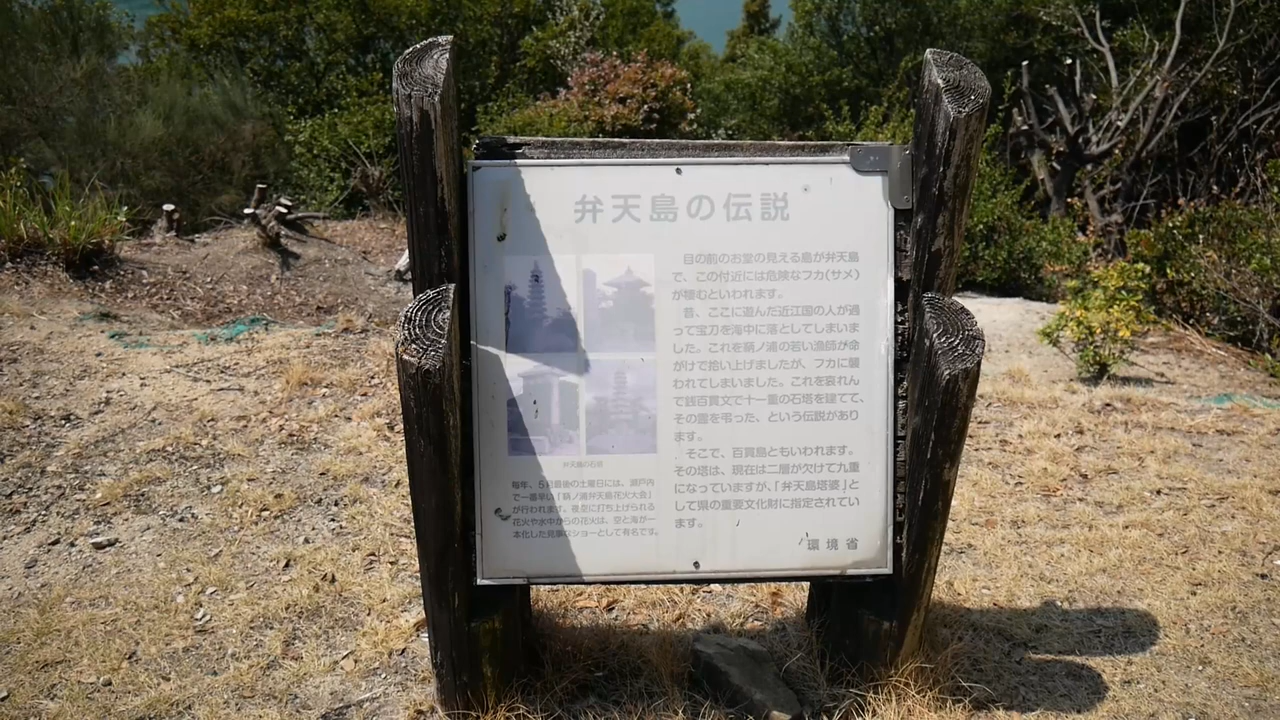 弁天島の伝説
目の前のお堂の見える島が弁天島
で、この付近には危険なフカ(サメ)
が棲むといわれます。
昔、ここに遊んだ近江国の人が過
って宝刀を海中に落としてしまいま
した。これを鞆ノ浦の若い漁師が命
がけで拾い上げましたが、フカに襲
われてしまいました。これを哀れん
で銭百貫文で十一重の石塔を建てて、
その霊を弔った、という伝説があり
ます。
そこで、百貫島ともいわれます。
その塔は、現在は二層が欠けて九重
になっていますが、「弁天島塔婆」と
して県の重要文化財に指定されてい
ます。
環境省
弁天島の石塔
毎年、5月最後の土曜日には、瀬戸内
で一番早い「鞆ノ浦弁天島花火大会」
が行われます。夜空に打ち上げられる
花火や水中からの花火は、空と海が一
本化した見事なショーとして有名です。